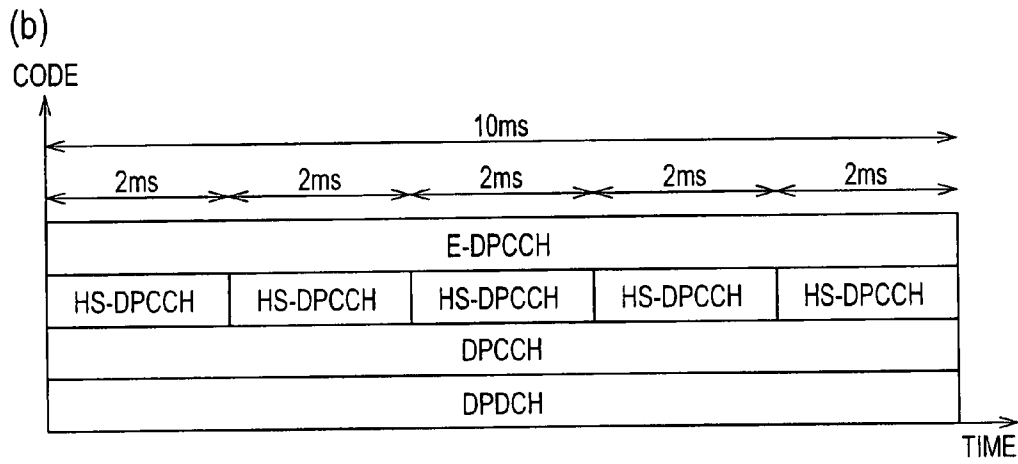 (b)
CODE
10ms
2ms 2ms 2ms 2ms 2ms
E-DPCCH
HS-DPCCH HS-DPCCH HS-DPCCH HS-DPCCH HS-DPCCH
DPCCH
DPDCH
TIME